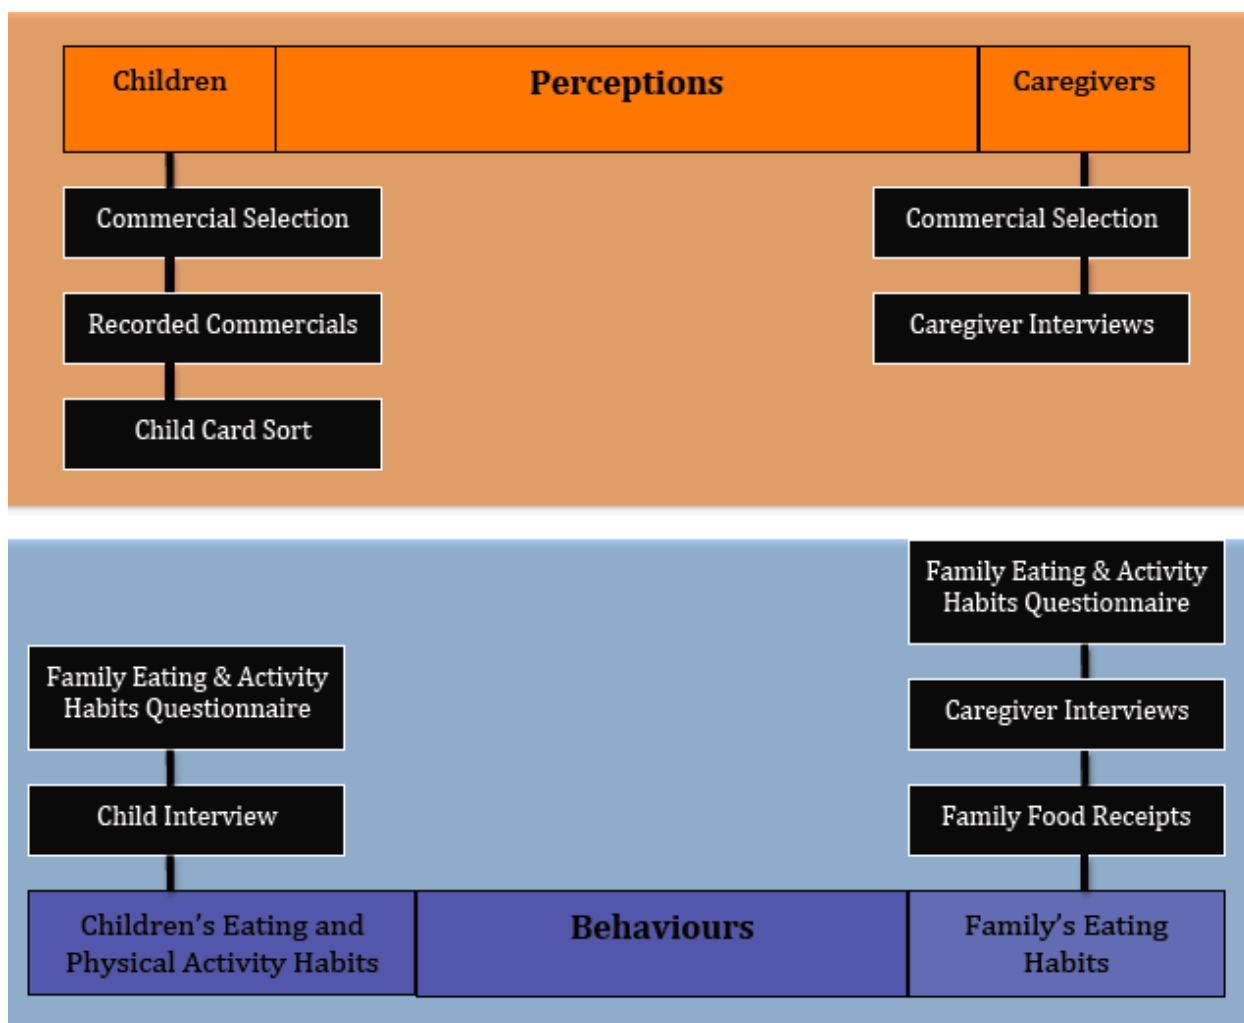 Children
Perceptions
Caregivers
Commercial Selection
Recorded Commercials
Child Card Sort
Commercial Selection
Caregiver Interviews
Family Eating & Activity
Habits Questionnaire
Child Interview
Family Eating & Activity
Habits Questionnaire
Caregiver Interviews
Family Food Receipts
Children’s Eating and
Physical Activity Habits
Behaviours
Family’s Eating
Habits